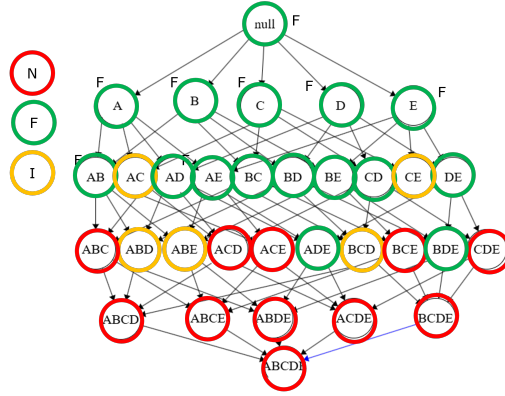 null F
N
F
I
F A
F B
F C
F D
E F
F AB
AC
F AD
F AE
BC
BD
BE
CD
CE
DE
ABC
ABD
ABE
ACD
ACE
ADE
BCD
BCE
BDE
CDE
ABCD
ABCE
ABDE
ACDE
BCDE
ABCDE